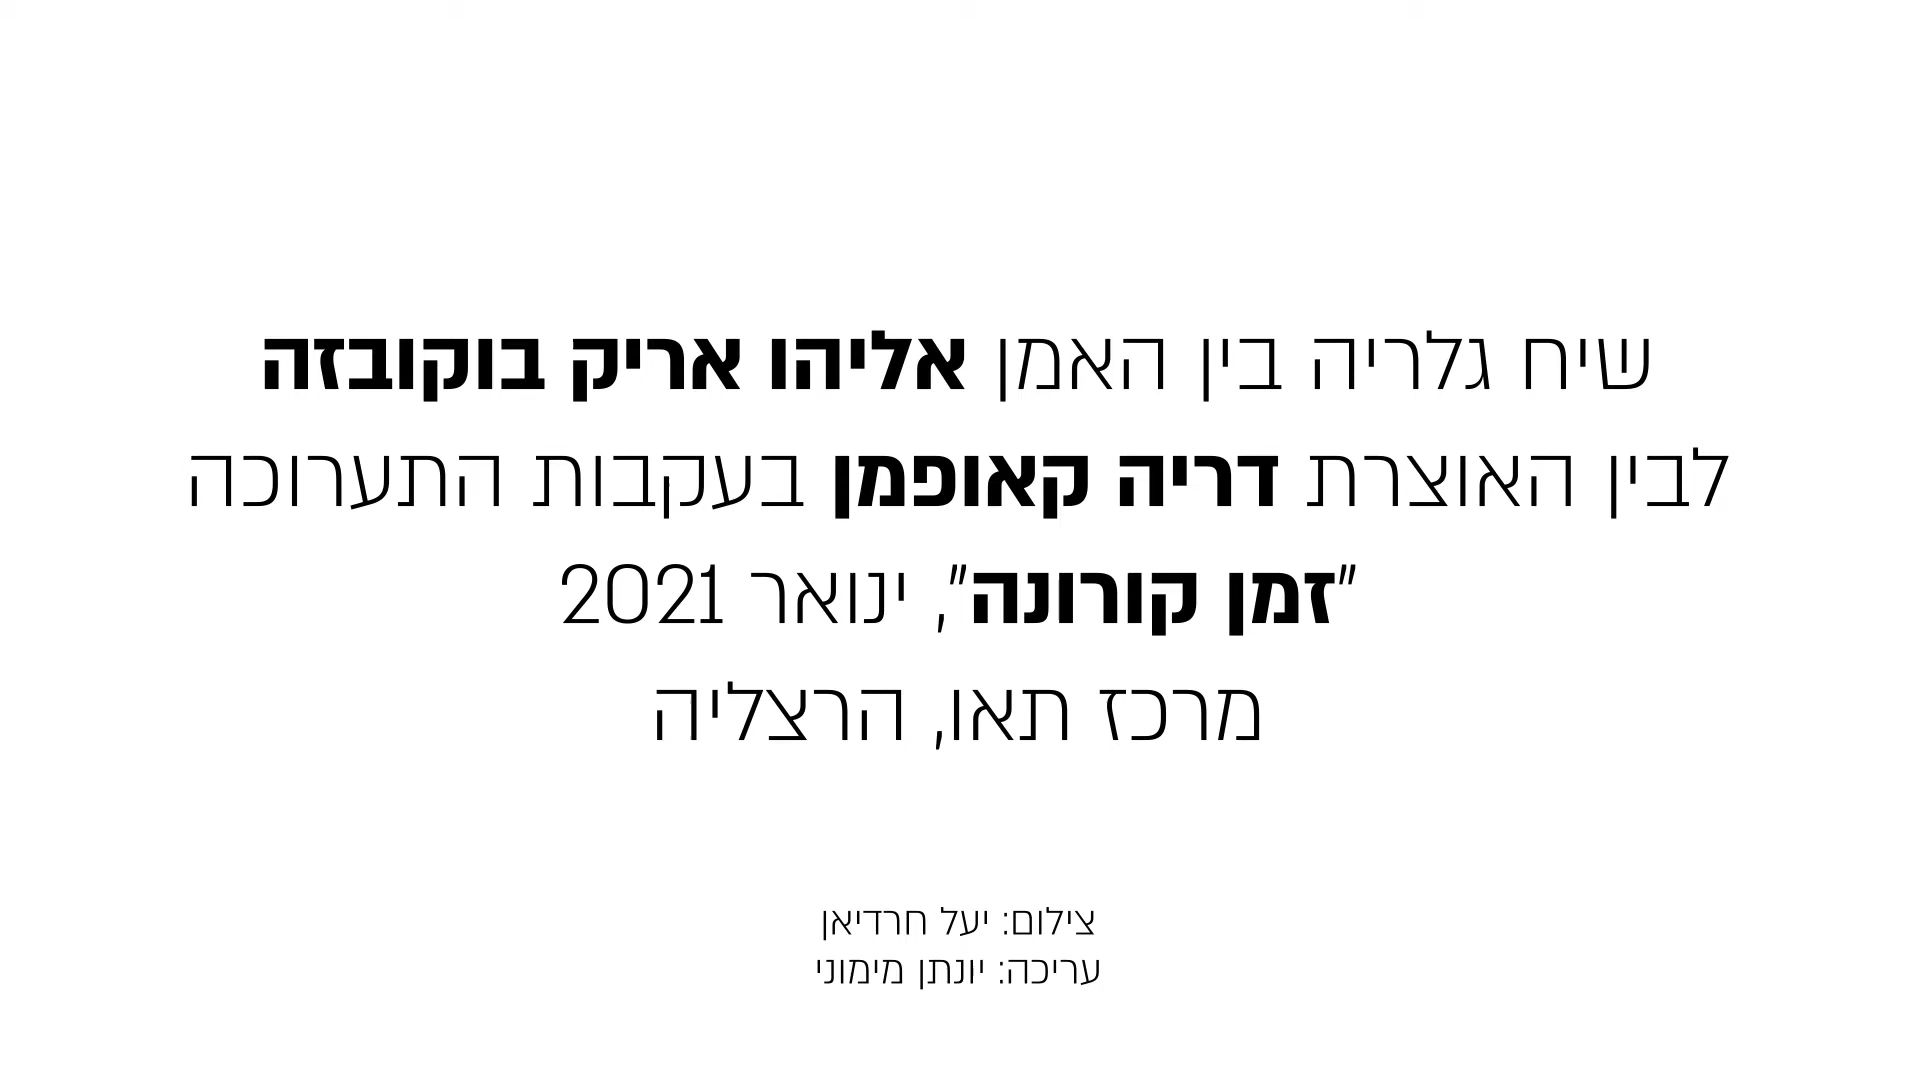 שיח גלריה בין האמן אליהו אריק בוקובזה
לבין האוצרת דריה קאופמן בעקבות התערוכה
"זמן קורונה", ינואר 2021
מרכז תאו, הרצליה
צילום: יעל חרדיאן
עריכה: יונתן מימוני